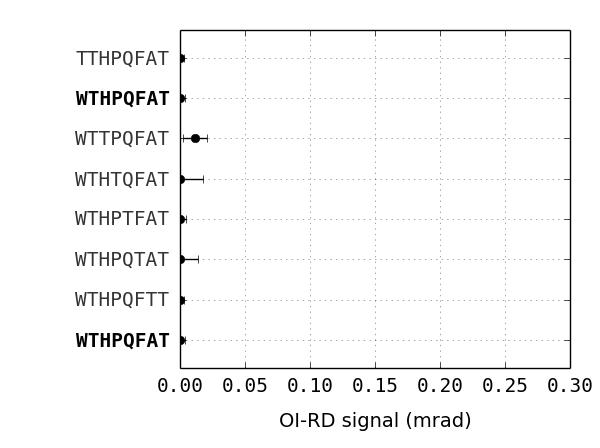 TTHPQFAT
WTHPQFAT
WTTPQFAT
WTHTQFAT
WTHPTFAT
WTHPQTAT
WTHPQFTT
WTHPQFAT
0.00 0.05 0.10 0.15 0.20 0.25 0.30
OI-RD signal (mrad)